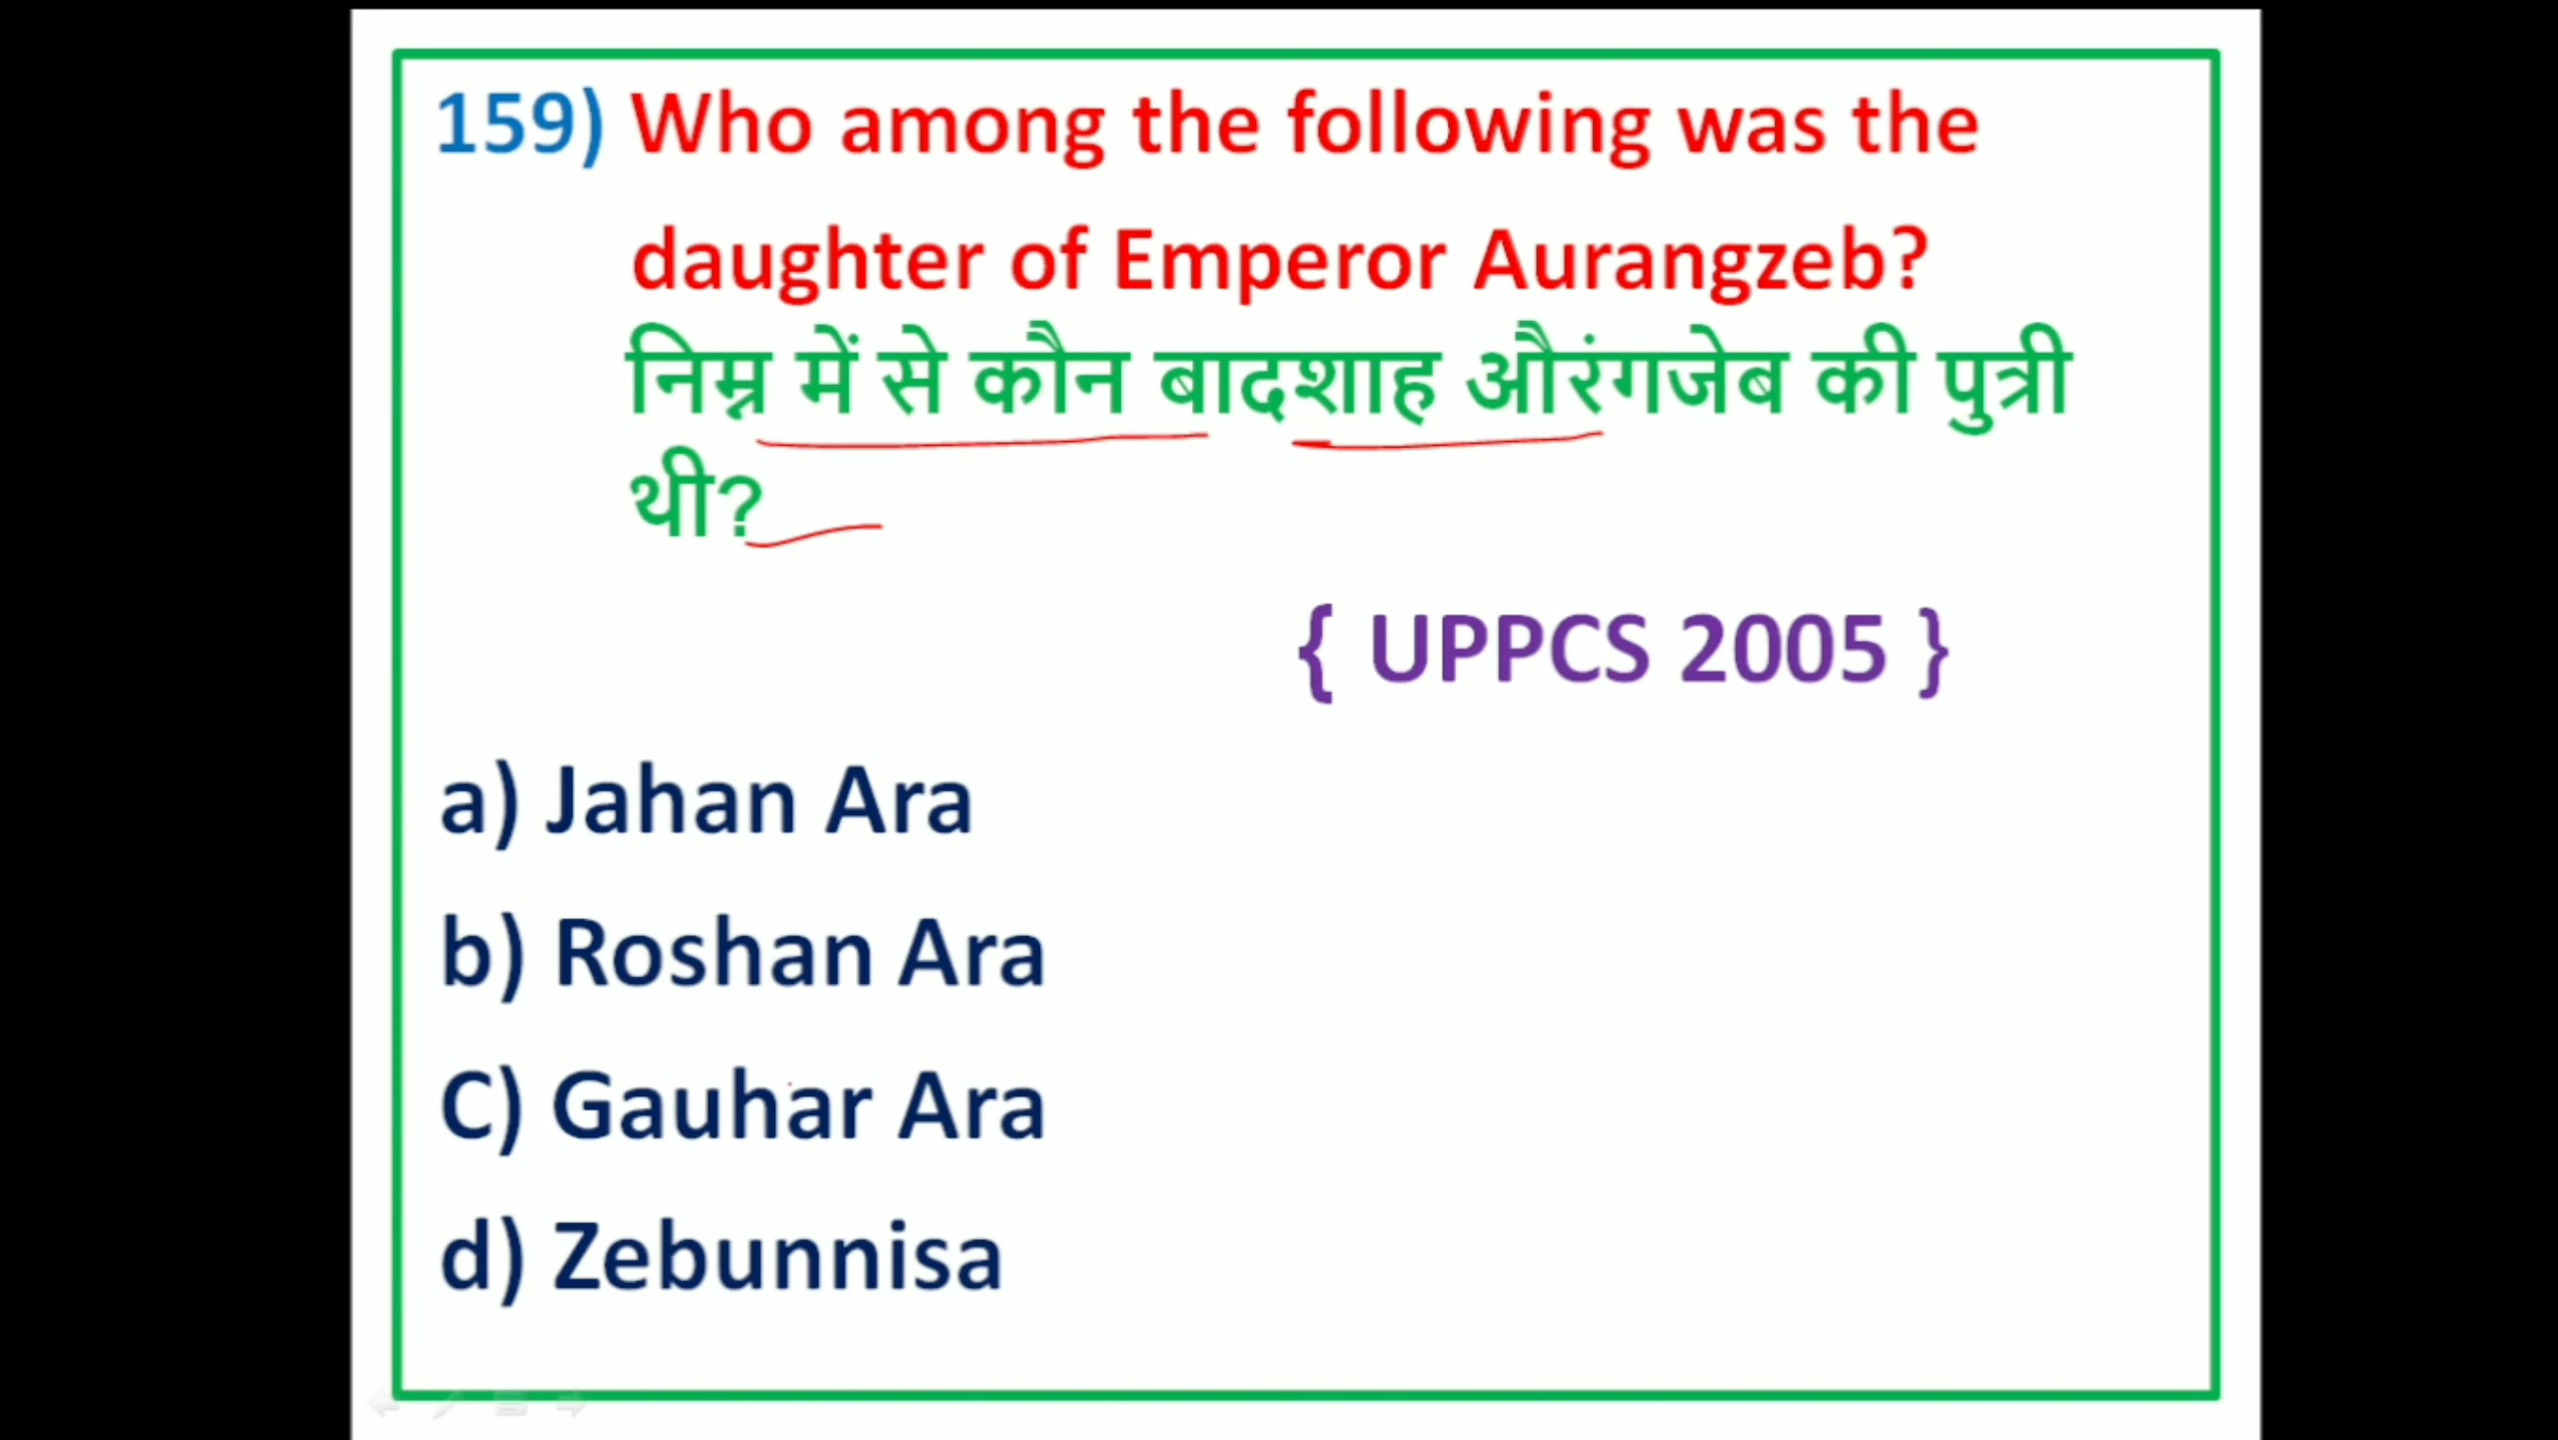 159) Who among the following was the
daughter of Emperor Aurangzeb?
निम्न में से कौन बादशाह औरंगजेब की पुत्री
थी?
{ UPPCS 2005 }
a) Jahan Ara
b) Roshan Ara
C) Gauhar Ara
d) Zebunnisa